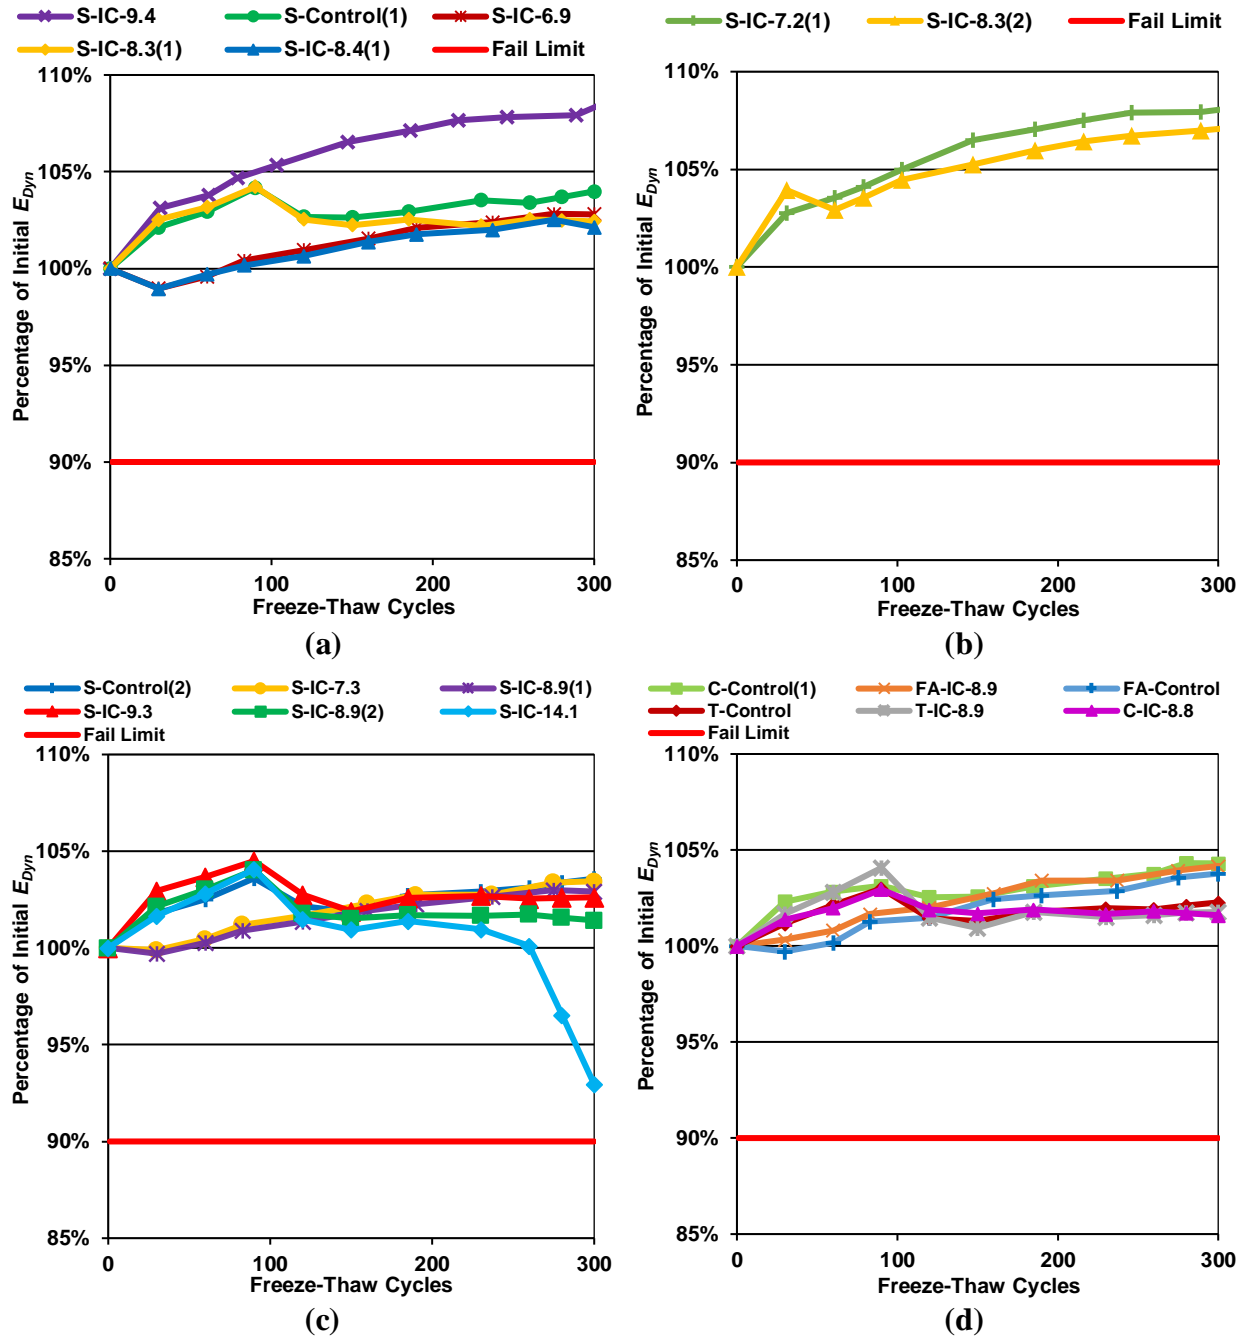 S-IC-9.4 S-Control(1) S-IC-6.9
S-IC-8.3(1) S-IC-8.4(1) Fail Limit
110%
105%
100%
95%
90%
85%
Percentage of Initial E_Dyn
0 100 200 300
Freeze-Thaw Cycles
(a)
S-IC-7.2(1) S-IC-8.3(2) Fail Limit
110%
105%
100%
95%
90%
85%
Percentage of Initial E_Dyn
0 100 200 300
Freeze-Thaw Cycles
(b)
S-Control(2) S-IC-7.3 S-IC-8.9(1)
S-IC-9.3 S-IC-8.9(2) S-IC-14.1
Fail Limit
110%
105%
100%
95%
90%
85%
Percentage of Initial E_Dyn
0 100 200 300
Freeze-Thaw Cycles
(c)
C-Control(1) FA-IC-8.9 FA-Control
T-Control T-IC-8.9 C-IC-8.8
Fail Limit
110%
105%
100%
95%
90%
85%
Percentage of Initial E_Dyn
0 100 200 300
Freeze-Thaw Cycles
(d)